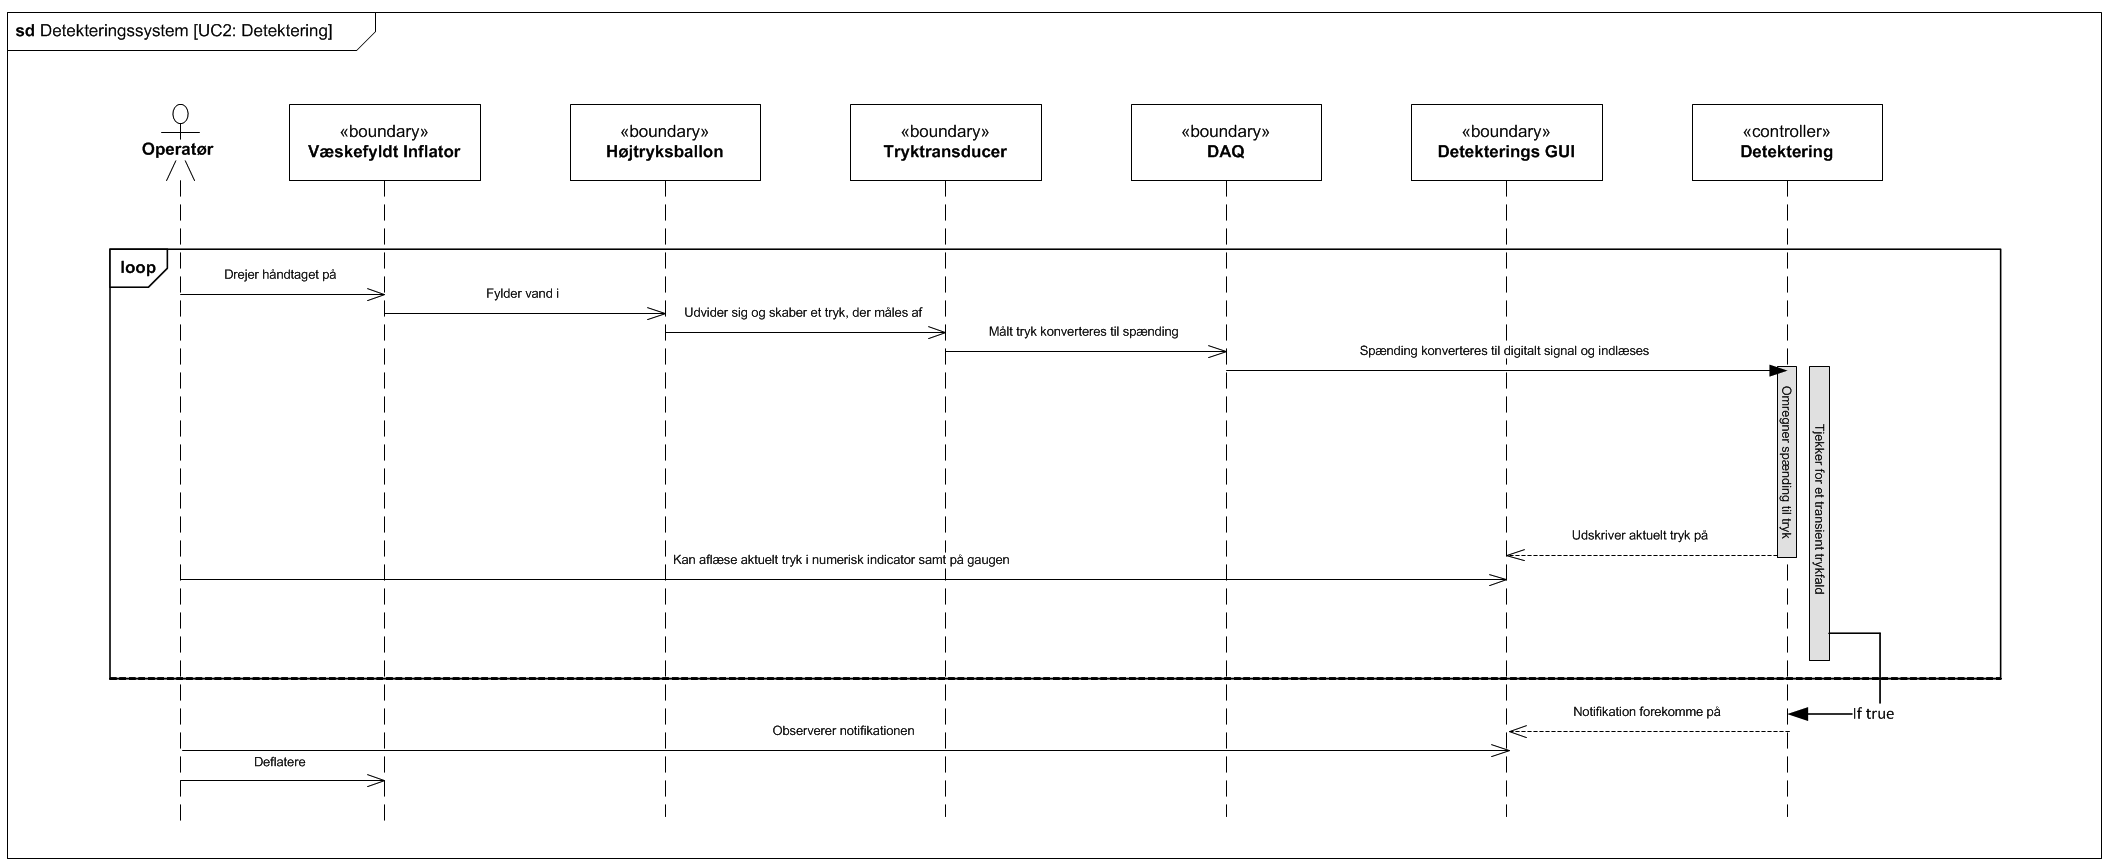 sd Detekteringssystem [UC2: Detektering]
Operatør
«boundary»
Væskefyldt Inflator
«boundary»
Højtryksballon
«boundary»
Tryktransducer
«boundary»
DAQ
«boundary»
Detekterings GUI
«controller»
Detektering
loop
Drejer håndtaget på
Fylder vand i
Udvider sig og skaber et tryk, der måles af
Målt tryk konverteres til spænding
Spænding konverteres til digitalt signal og indlæses
Omregner spænding til tryk
Tjekker for et transient trykfald
Udskriver aktuelt tryk på
Kan aflæse aktuelt tryk i numerisk indicator samt på gaugen
If true
Notifikation forekomme på
Observerer notifikationen
Deflatere